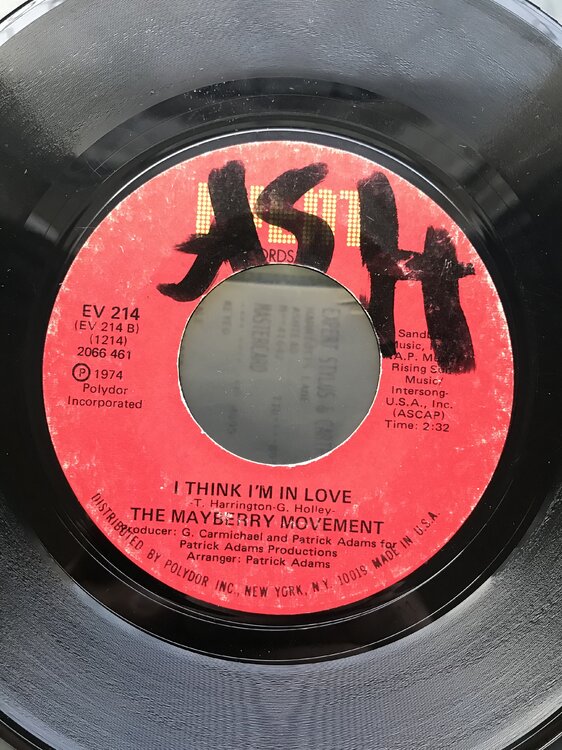 ASH
EV 214
(EV 214 B)
(1214)
2066 461
Ⓟ 1974
Polydor
Incorporated
Music,
Rising
Music/
Intersong-
U.S.A., Inc.
(ASCAP)
Time: 2:32
I THINK I'M IN LOVE
T. Harrington-G. Holley-
THE MAYBERRY MOVEMENT
Producer: G. Carmichael and Patrick Adams for
Patrick Adams Productions
Arranger: Patrick Adams
DISTRIBUTED BY POLYDOR INC., NEW YORK, N.Y. 10019 MADE IN U.S.A.
MASTERCARD